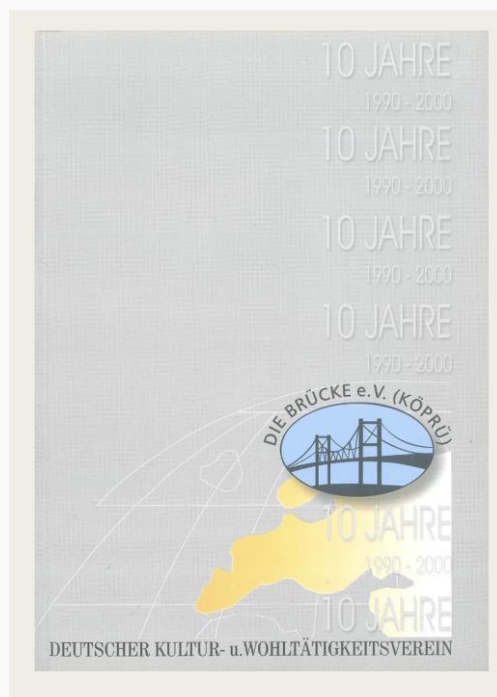 10 JAHRE
1990 - 2000
10 JAHRE
1990 - 2000
10 JAHRE
1990 - 2000
10 JAHRE
1990 - 2000
DIE BRÜCKE e.V. (KÖPRÜ)
10 JAHRE
1990 - 2000
10 JAHRE
DEUTSCHER KULTUR- u.WOHLTÄTIGKEITSVEREIN